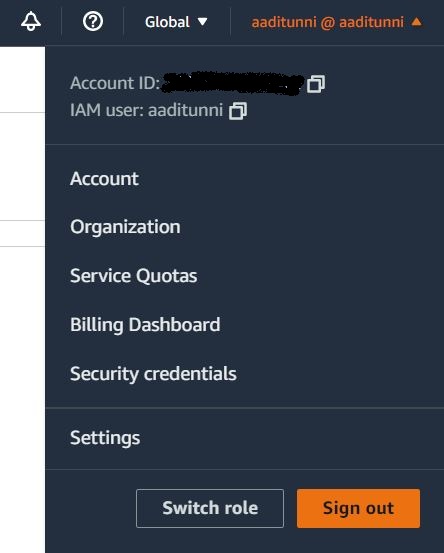 Global
aaditunni @ aaditunni
Account ID:
IAM user: aaditunni
Account
Organization
Service Quotas
Billing Dashboard
Security credentials
Settings
Switch role
Sign out